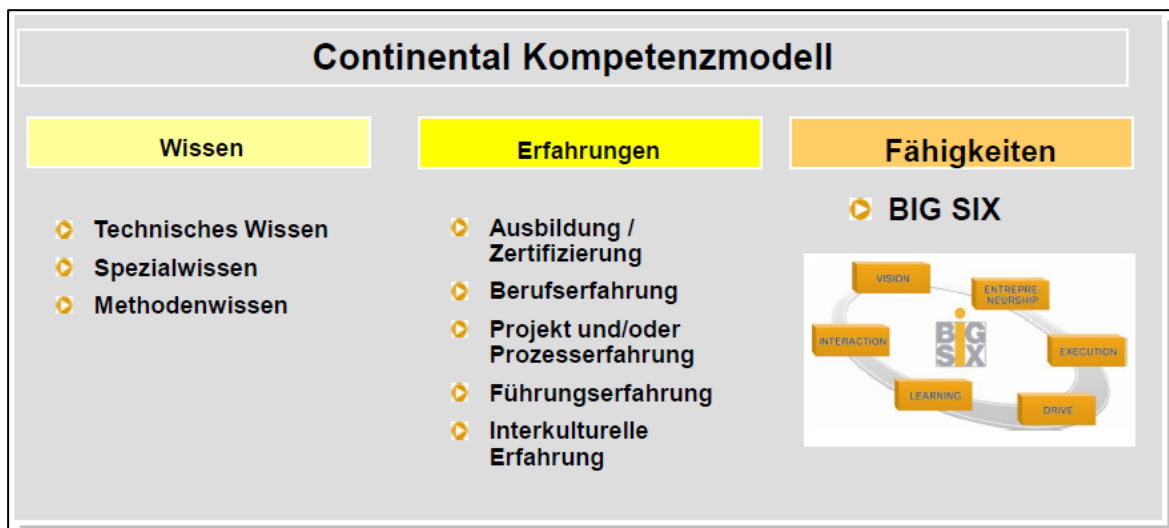 Continental Kompetenzmodell
Wissen
Technisches Wissen
Spezialwissen
Methodenwissen
Erfahrungen
Ausbildung /
Zertifizierung
Berufserfahrung
Projekt und/oder
Prozesserfahrung
Führungserfahrung
Interkulturelle
Erfahrung
Fähigkeiten
BIG SIX
VISION
ENTREPRE-
NEURSHIP
INTERACTION
BiG
SIX
EXECUTION
LEARNING
DRIVE